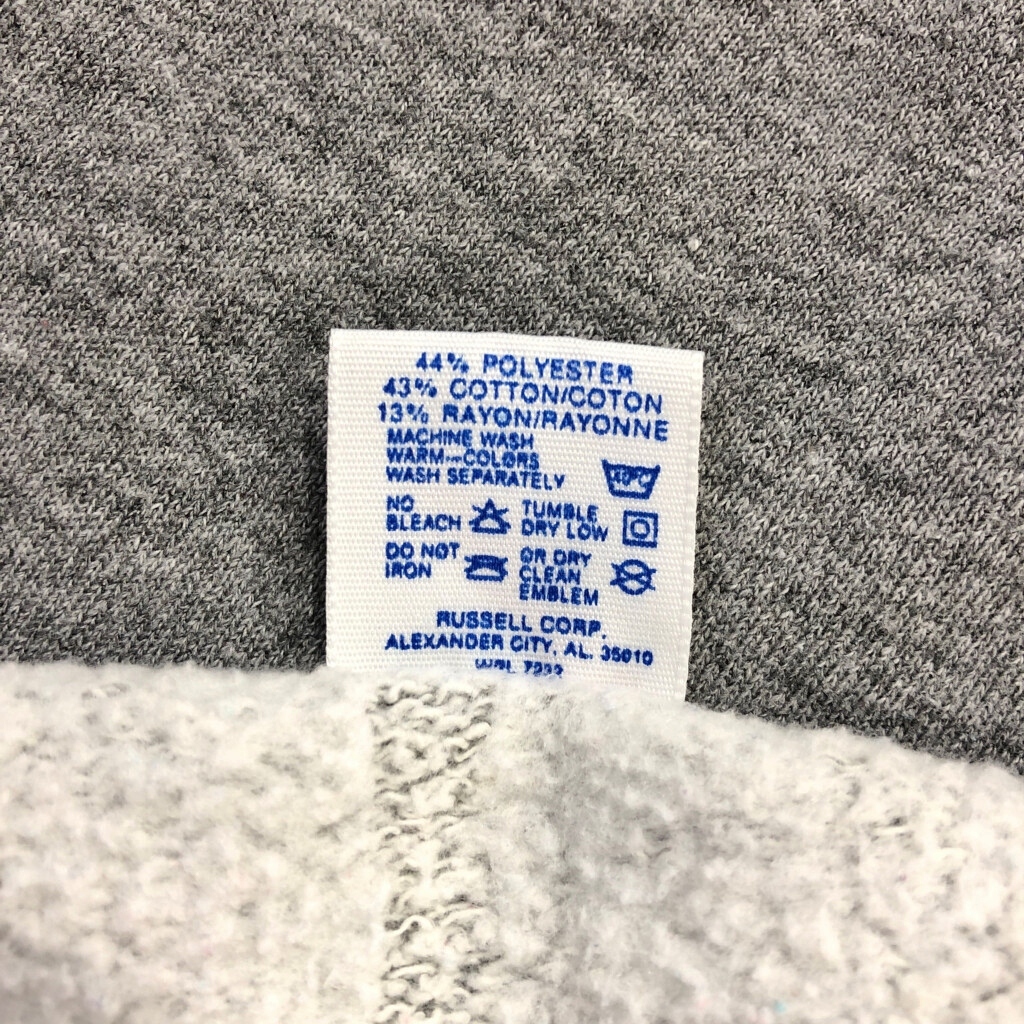 44% POLYESTER
43% COTTON/COTON
13% RAYON/RAYONNE
MACHINE WASH
WARM—COLORS
WASH SEPARATELY
40°C
NO
BLEACH
TUMBLE
DRY LOW
DO NOT
IRON
OR DRY
CLEAN
EMBLEM
RUSSELL CORP.
ALEXANDER CITY, AL. 35010